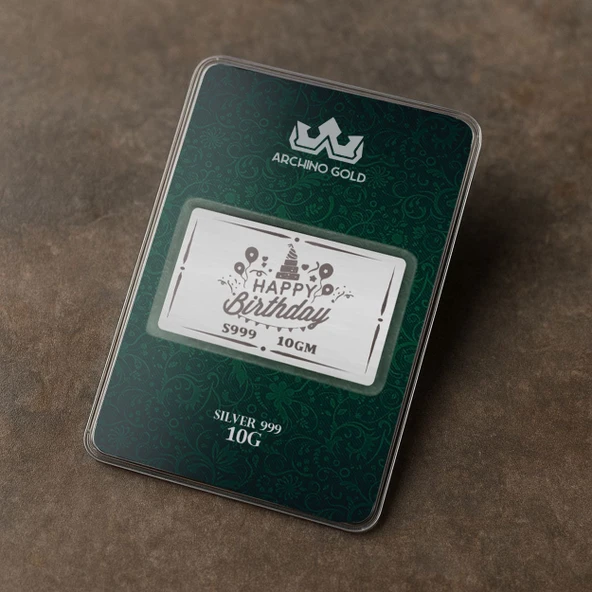 ARCHINO GOLD
HAPPY
Birthday
S999 10GM
SILVER 999
10G